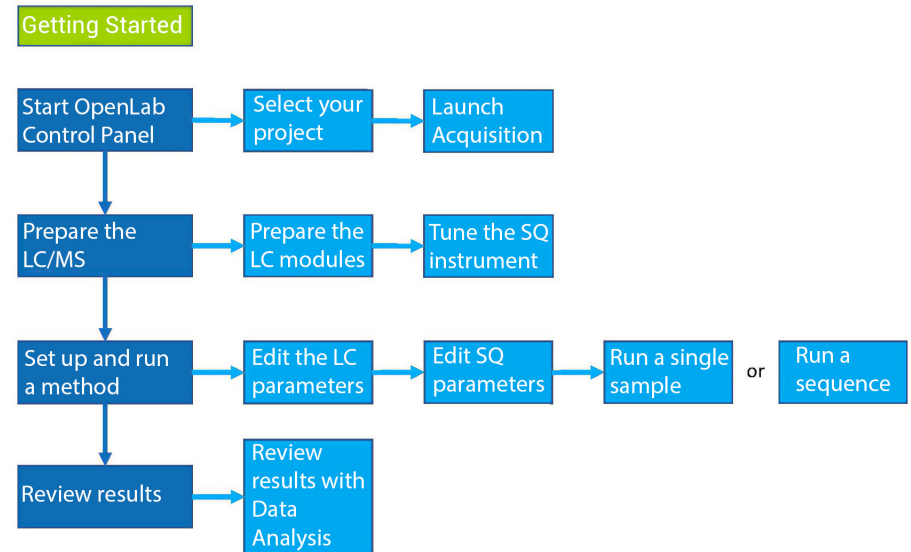 Getting Started
Start OpenLab
Control Panel
Select your
project
Launch
Acquisition
Prepare the
LC/MS
Prepare the
LC modules
Tune the SQ
instrument
Set up and run
a method
Edit the LC
parameters
Edit SQ
parameters
Run a single
sample
or
Run a
sequence
Review results
Review
results with
Data
Analysis